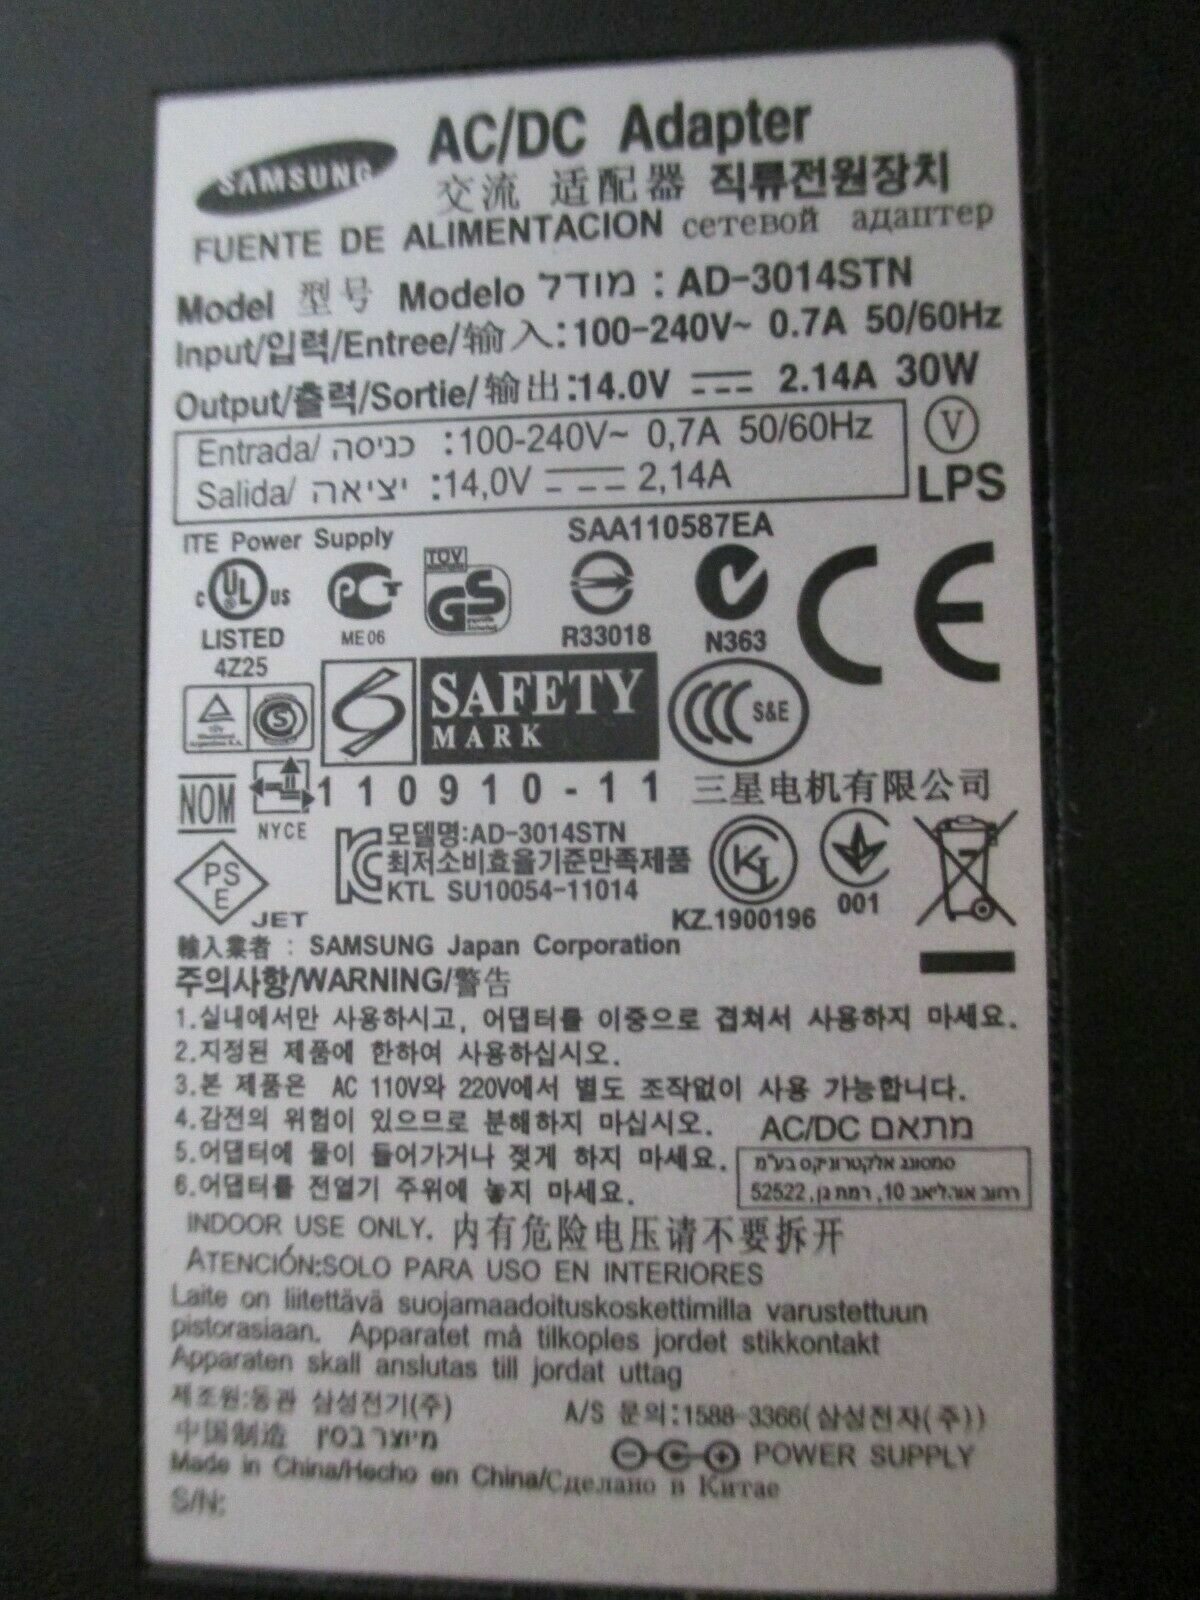 SAMSUNG
AC/DC Adapter
交流 适配器 직류전원장치
FUENTE DE ALIMENTACION сетевой адаптер
Model 型号 Modelo מודל : AD-3014STN
Input/입력/Entree/输入:100-240V~ 0.7A 50/60Hz
Output/출력/Sortie/输出:14.0V 2.14A 30W
Entrada/ כניסה :100-240V~ 0,7A 50/60Hz
Salida/ יציאה :14,0V 2,14A
V
LPS
ITE Power Supply
SAA110587EA
c UL us
LISTED
4Z25
PCT
ME06
TÜV
GS
R33018
N363
CE
S
SAFETY
MARK
CCC S&E
NOM
NYCE
110910-11
三星电机有限公司
모델명:AD-3014STN
최저소비효율기준만족제품
KTL SU10054-11014
KC
KZ.1900196
001
PS
E
JET
輸入業者 : SAMSUNG Japan Corporation
주의사항/WARNING/警告
1.실내에서만 사용하시고, 어댑터를 이중으로 겹쳐서 사용하지 마세요.
2.지정된 제품에 한하여 사용하십시오.
3.본 제품은 AC 110V와 220V에서 별도 조작없이 사용 가능합니다.
4.감전의 위험이 있으므로 분해하지 마십시오.
AC/DC מתאם
5.어댑터에 물이 들어가거나 젖게 하지 마세요.
סמסונג אלקטרוניקס בע"מ
6.어댑터를 전열기 주위에 놓지 마세요.
רחוב אוהליאב 10, רמת גן, 52522
INDOOR USE ONLY. 内有危险电压请不要拆开
ATENCIÓN:SOLO PARA USO EN INTERIORES
Laite on liitettävä suojamaadoituskoskettimilla varustettuun
pistorasiaan. Apparatet må tilkoples jordet stikkontakt
Apparaten skall anslutas till jordat uttag
제조원:동관 삼성전기(주)
A/S 문의:1588-3366(삼성전자(주))
中国制造 מיוצר בסין
POWER SUPPLY
Made in China/Hecho en China/Сделано в Китае
S/N: